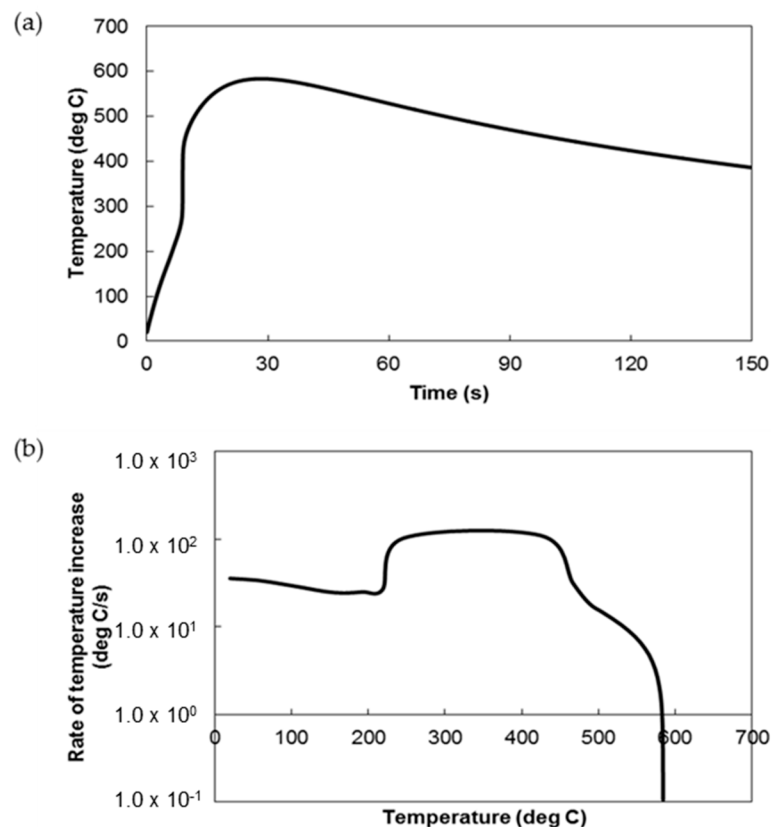 (a)
700
600
500
400
300
200
100
0
Temperature (deg C)
0 30 60 90 120 150
Time (s)
(b)
1.0 x 10³
1.0 x 10²
1.0 x 10¹
1.0 x 10⁰
1.0 x 10⁻¹
Rate of temperature increase
(deg C/s)
0 100 200 300 400 500 600 700
Temperature (deg C)